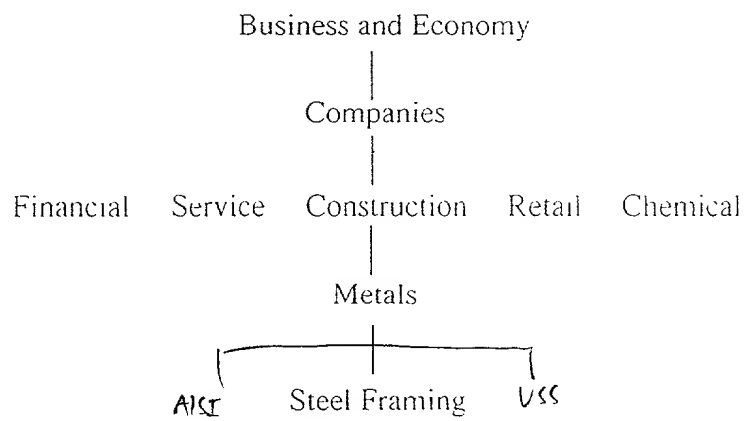 Business and Economy
Companies
Financial Service Construction Retail Chemical
Metals
AISI Steel Framing USS